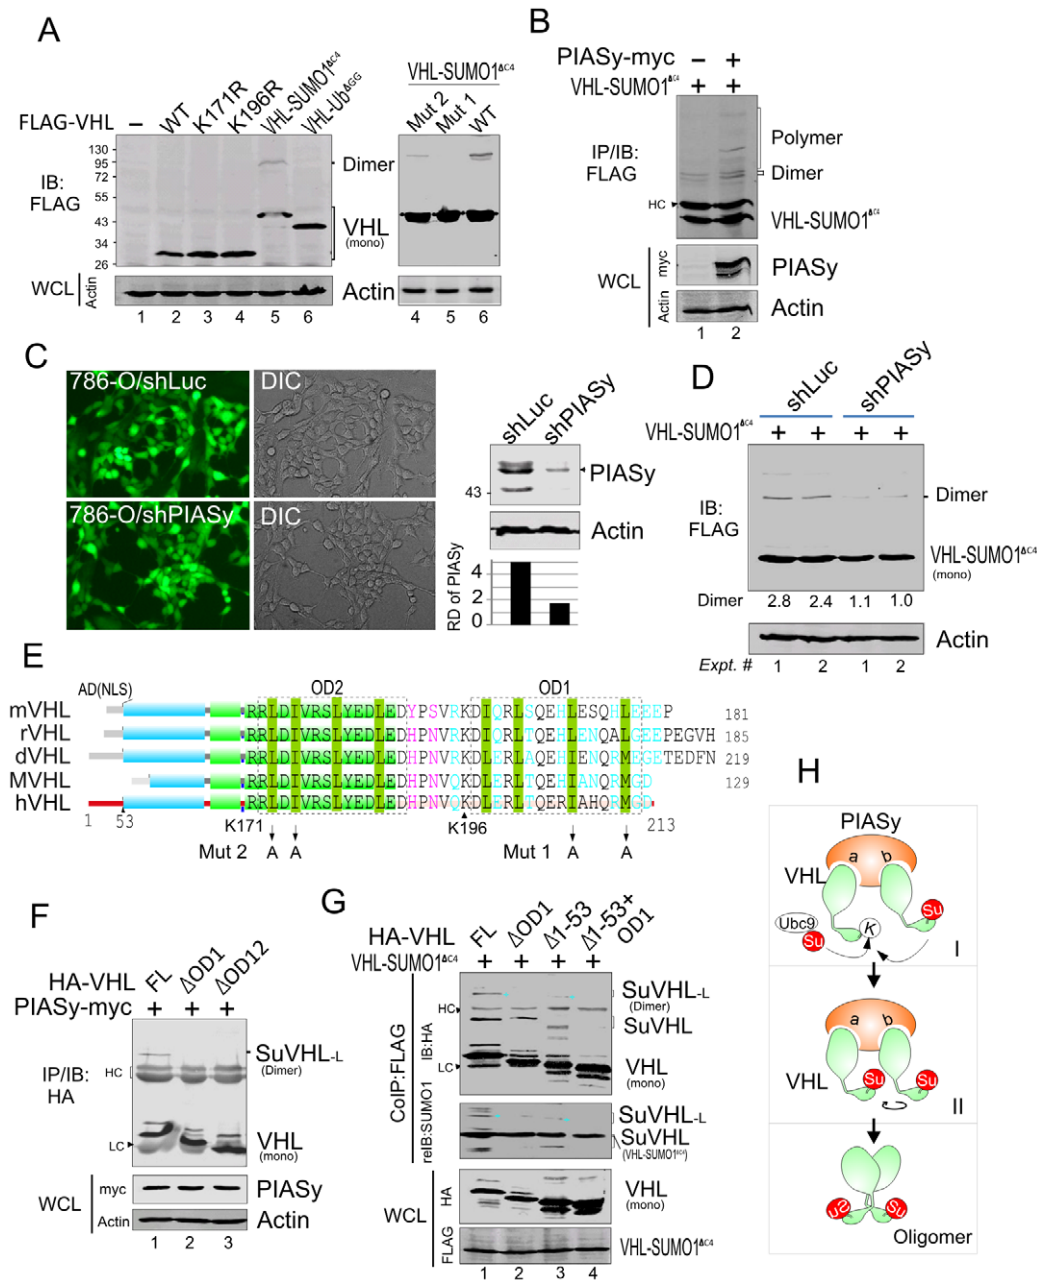 A
FLAG-VHL
– WT K171R K196R VHL-SUMO1ΔC4 VHL-UbΔGG
130
95
72
55
43
34
26
IB:
FLAG
Dimer
VHL
(mono)
WCL
Actin
Actin
1 2 3 4 5 6
VHL-SUMO1ΔC4
Mut 2 Mut 1 WT
4 5 6
B
PIASy-myc – +
VHL-SUMO1ΔC4 + +
IP/IB:
FLAG
Polymer
Dimer
HC
VHL-SUMO1ΔC4
WCL
myc
PIASy
Actin
Actin
1 2
C
786-O/shLuc
DIC
786-O/shPIASy
DIC
shLuc shPIASy
PIASy
43
Actin
RD of PIASy
4
2
0
D
shLuc shPIASy
VHL-SUMO1ΔC4 + + + +
IB:
FLAG
Dimer
VHL-SUMO1ΔC4
(mono)
Dimer 2.8 2.4 1.1 1.0
Actin
Expt. # 1 2 1 2
E
AD(NLS) OD2 OD1
mVHL RRLDIVRSLYEDLEDYPSVRKDIQRLSQEHLESQHLEEEP 181
rVHL RRLDIVRSLYEDLEDHPNVRKDIQRLTQEHLENQALGEEPEGVH 185
dVHL RRLDIVRSLYEDLEDHPNVRKDLERLTQEHIENQRMEGETEDFN 219
MVHL RRLDIVRSLYEDLEDHPNVQKDLERLAQEHIANQRMGD 129
hVHL RRLDIVRSLYEDLEDHPNVQKDLERLTQERIAHQRMGD
1 53 K171 K196 213
Mut 2 A A Mut 1 A A
F
HA-VHL FL ΔOD1 ΔOD12
PIASy-myc + + +
IP/IB:
HA
HC
LC
SuVHL-L
(Dimer)
VHL
(mono)
WCL
myc
PIASy
Actin
Actin
1 2 3
G
HA-VHL FL ΔOD1 Δ1-53 Δ1-53+
OD1
VHL-SUMO1ΔC4 + + + +
CoIP:FLAG
IB:HA
HC
LC
SuVHL-L
(Dimer)
SuVHL
VHL
(mono)
reIB:SUMO1
SuVHL-L
SuVHL
(VHL-SUMO1ΔC4)
WCL
HA
VHL
(mono)
FLAG
VHL-SUMO1ΔC4
1 2 3 4
H
PIASy
a b
VHL
Ubc9
Su
K
Su
I
a b
VHL
Su Su
II
Su Su
Oligomer